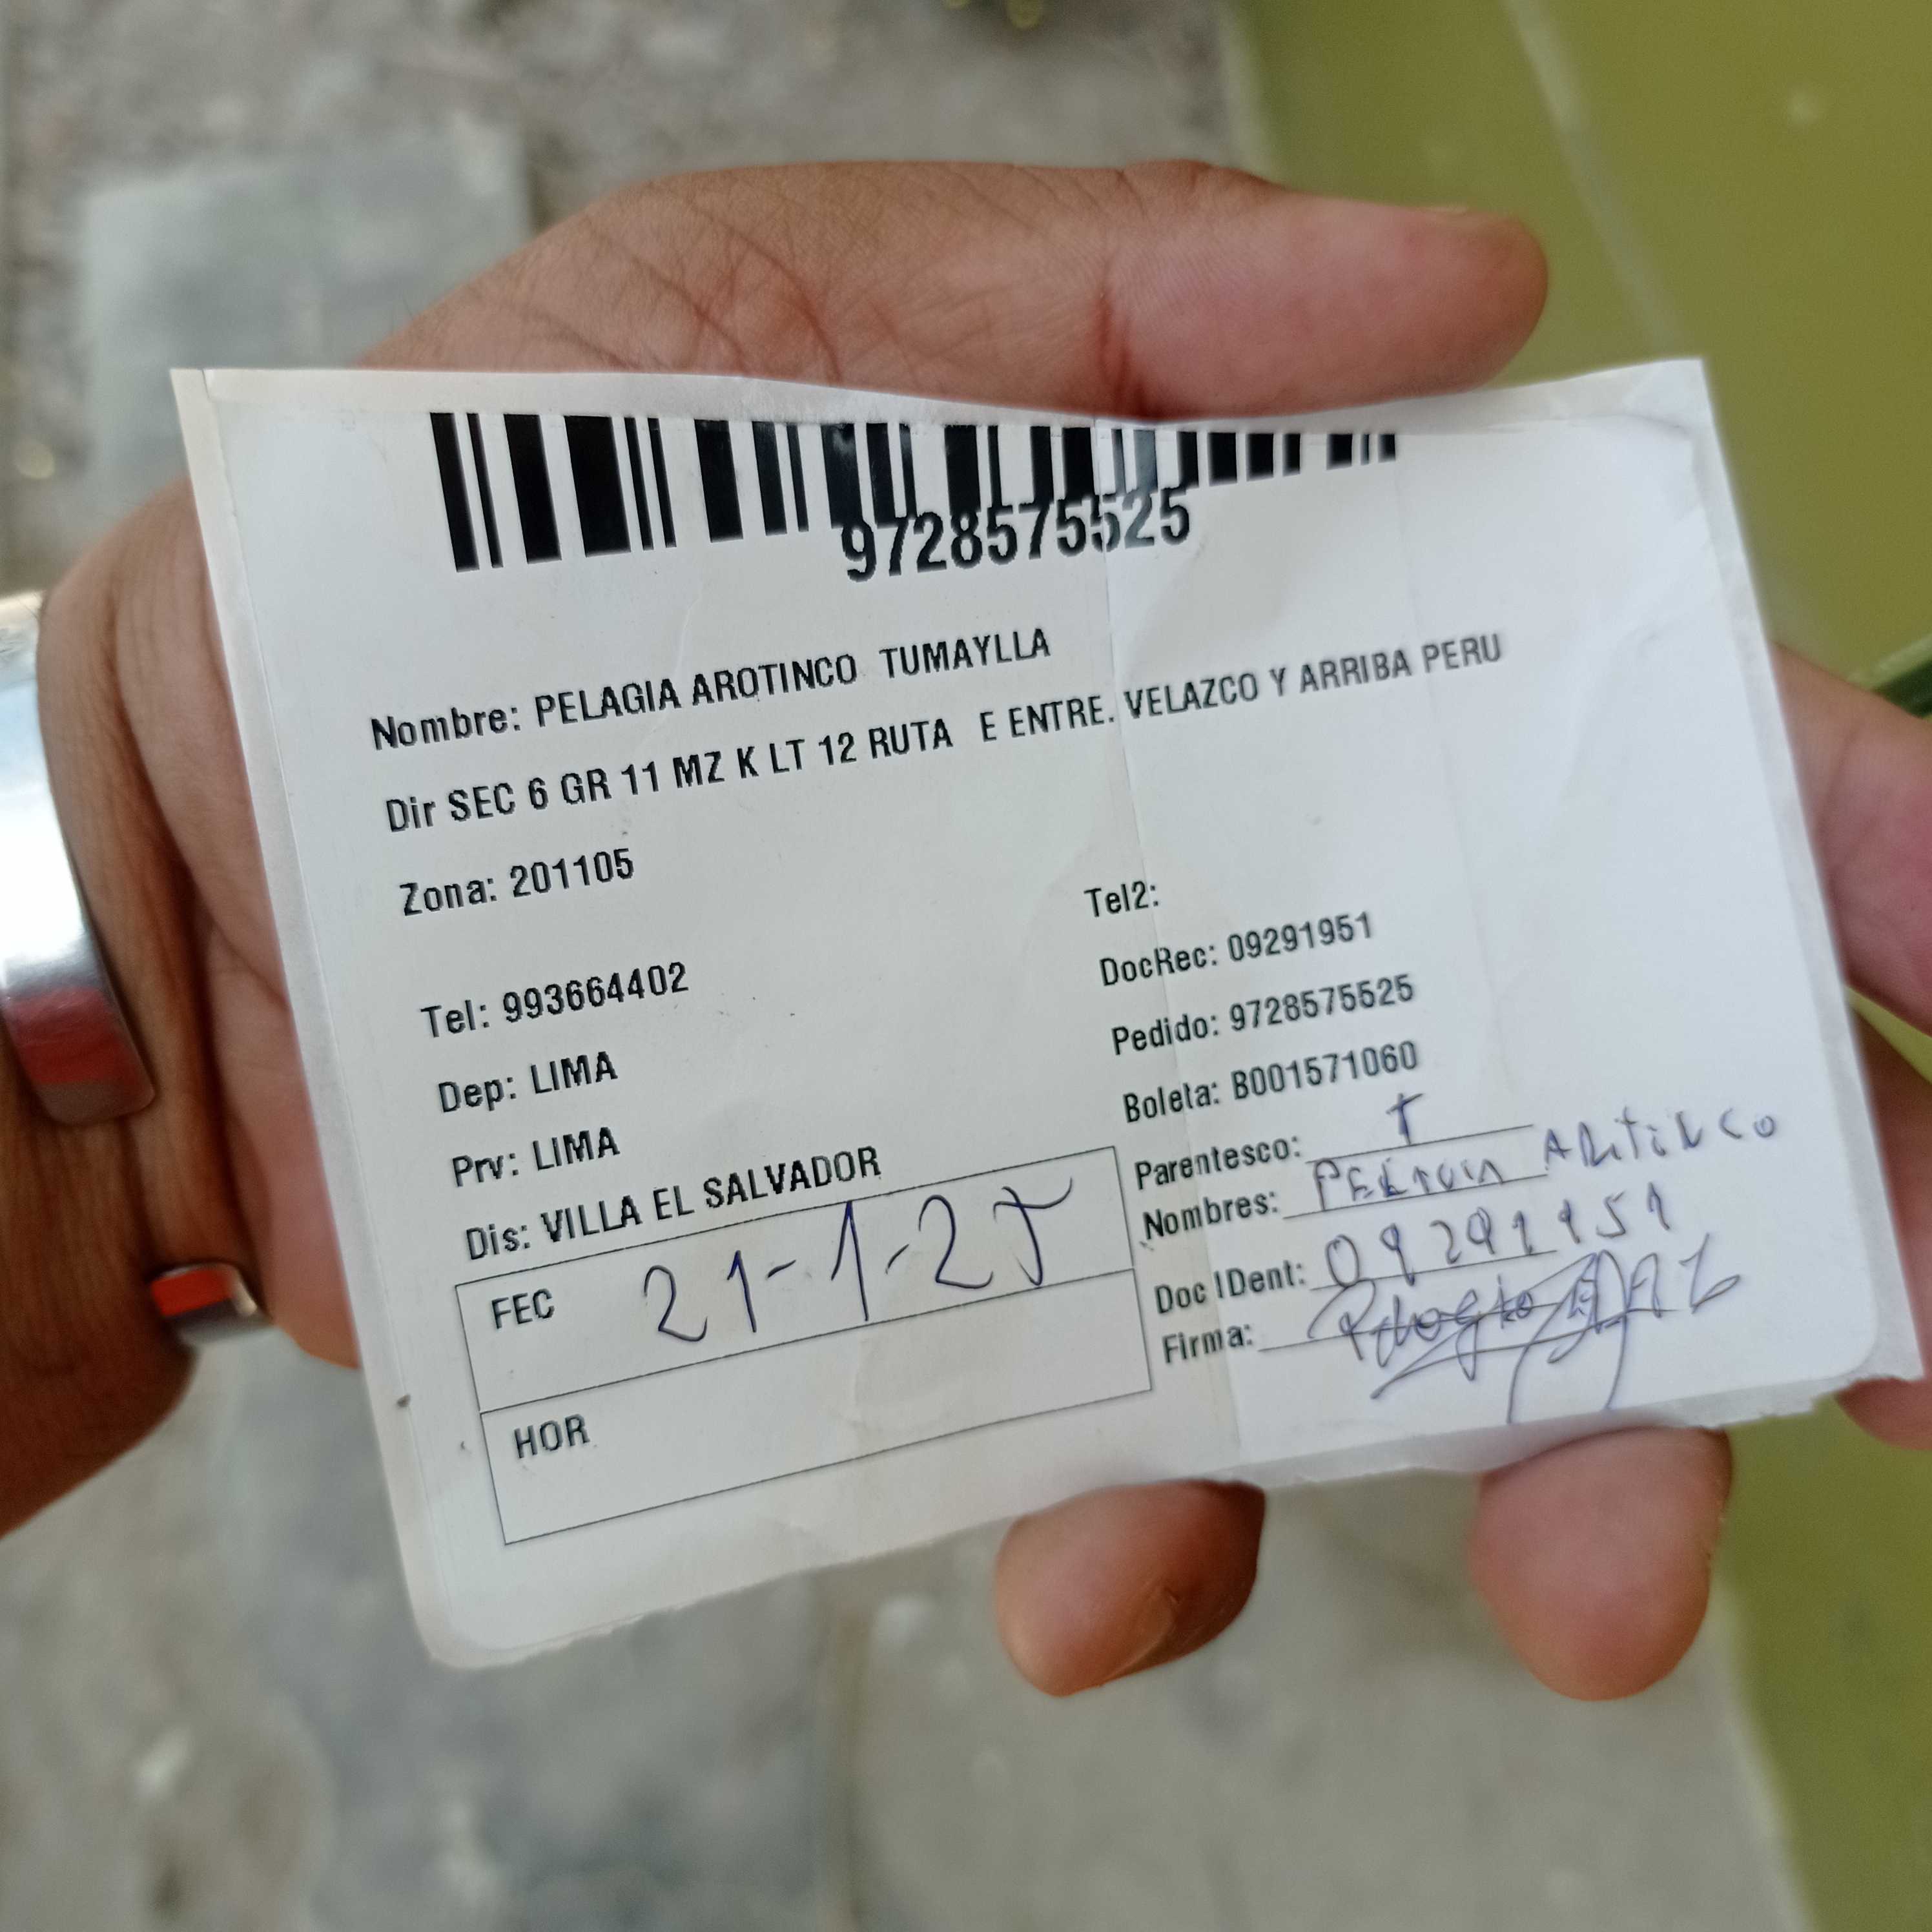 9728575525
Nombre: PELAGIA AROTINCO TUMAYLLA
Dir SEC 6 GR 11 MZ K LT 12 RUTA E ENTRE. VELAZCO Y ARRIBA PERU
Zona: 201105
Tel: 993664402
Dep: LIMA
Prv: LIMA
Dis: VILLA EL SALVADOR
FEC 21-1-25
HOR
Tel2:
DocRec: 09291951
Pedido: 9728575525
Boleta: B001571060
Parentesco: T
Nombres:
Doc IDent: 09291951
Firma: